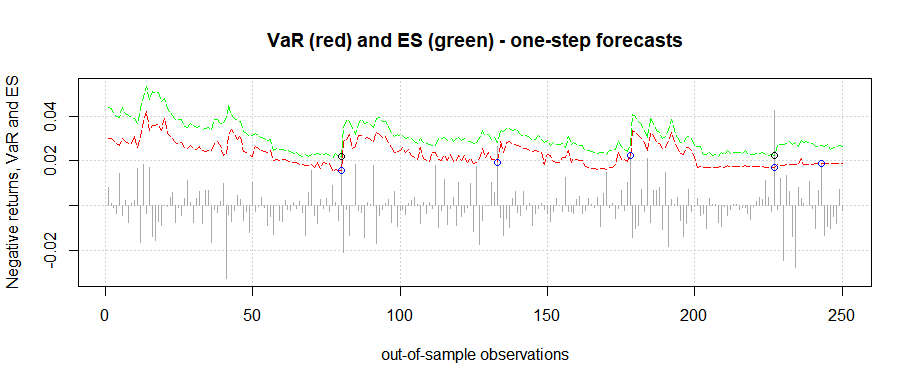 VaR (red) and ES (green) - one-step forecasts
Negative returns, VaR and ES
0.04
0.02
-0.02
0 50 100 150 200 250
out-of-sample observations